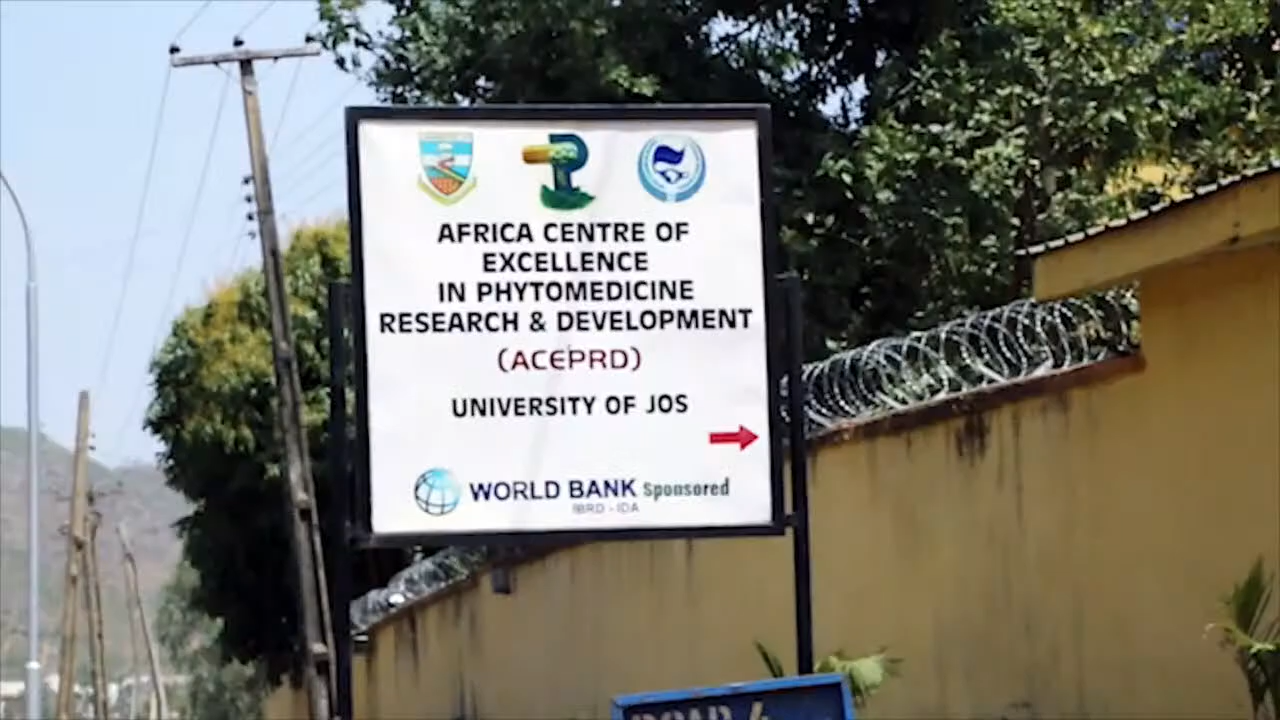 AFRICA CENTRE OF
EXCELLENCE
IN PHYTOMEDICINE
RESEARCH & DEVELOPMENT
(ACEPRD)
UNIVERSITY OF JOS
WORLD BANK Sponsored
IBRD - IDA